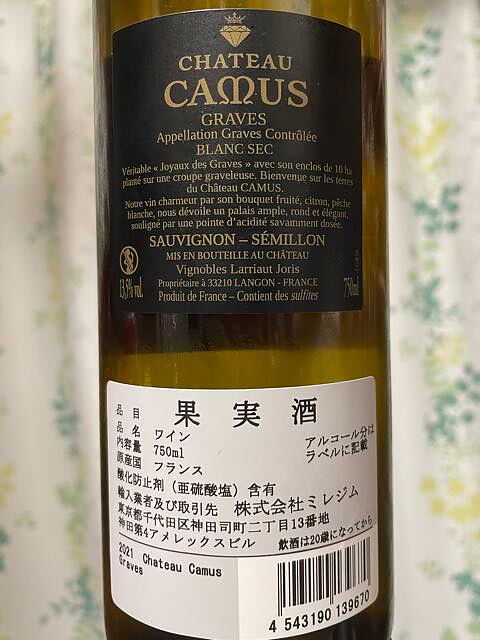 CHATEAU
CAMUS
GRAVES
Appellation Graves Contrôlée
BLANC SEC
Véritable « Joyaux des Graves » avec son enclos de 10 ha
planté sur une croupe graveleuse. Bienvenue sur les terres
du Château CAMUS.
Notre vin charmeur par son bouquet fruité, citron, pêche
blanche, nous dévoile un palais ample, rond et élégant,
souligné par une pointe d'acidité savamment dosée.
SAUVIGNON – SÉMILLON
MIS EN BOUTEILLE AU CHÂTEAU
Vignobles Larriaut Joris
Propriétaire à 33210 LANGON - FRANCE
13,5% vol.
750ml
Produit de France – Contient des sulfites
品目 果実酒
品名 ワイン
内容量 750ml
アルコール分は
ラベルに記載
原産国 フランス
酸化防止剤（亜硫酸塩）含有
輸入業者及び取引先 株式会社ミレジム
東京都千代田区神田司町二丁目13番地
神田第4アメレックスビル 飲酒は20歳になってから
2021 Chateau Camus
Graves
4 543190 139670